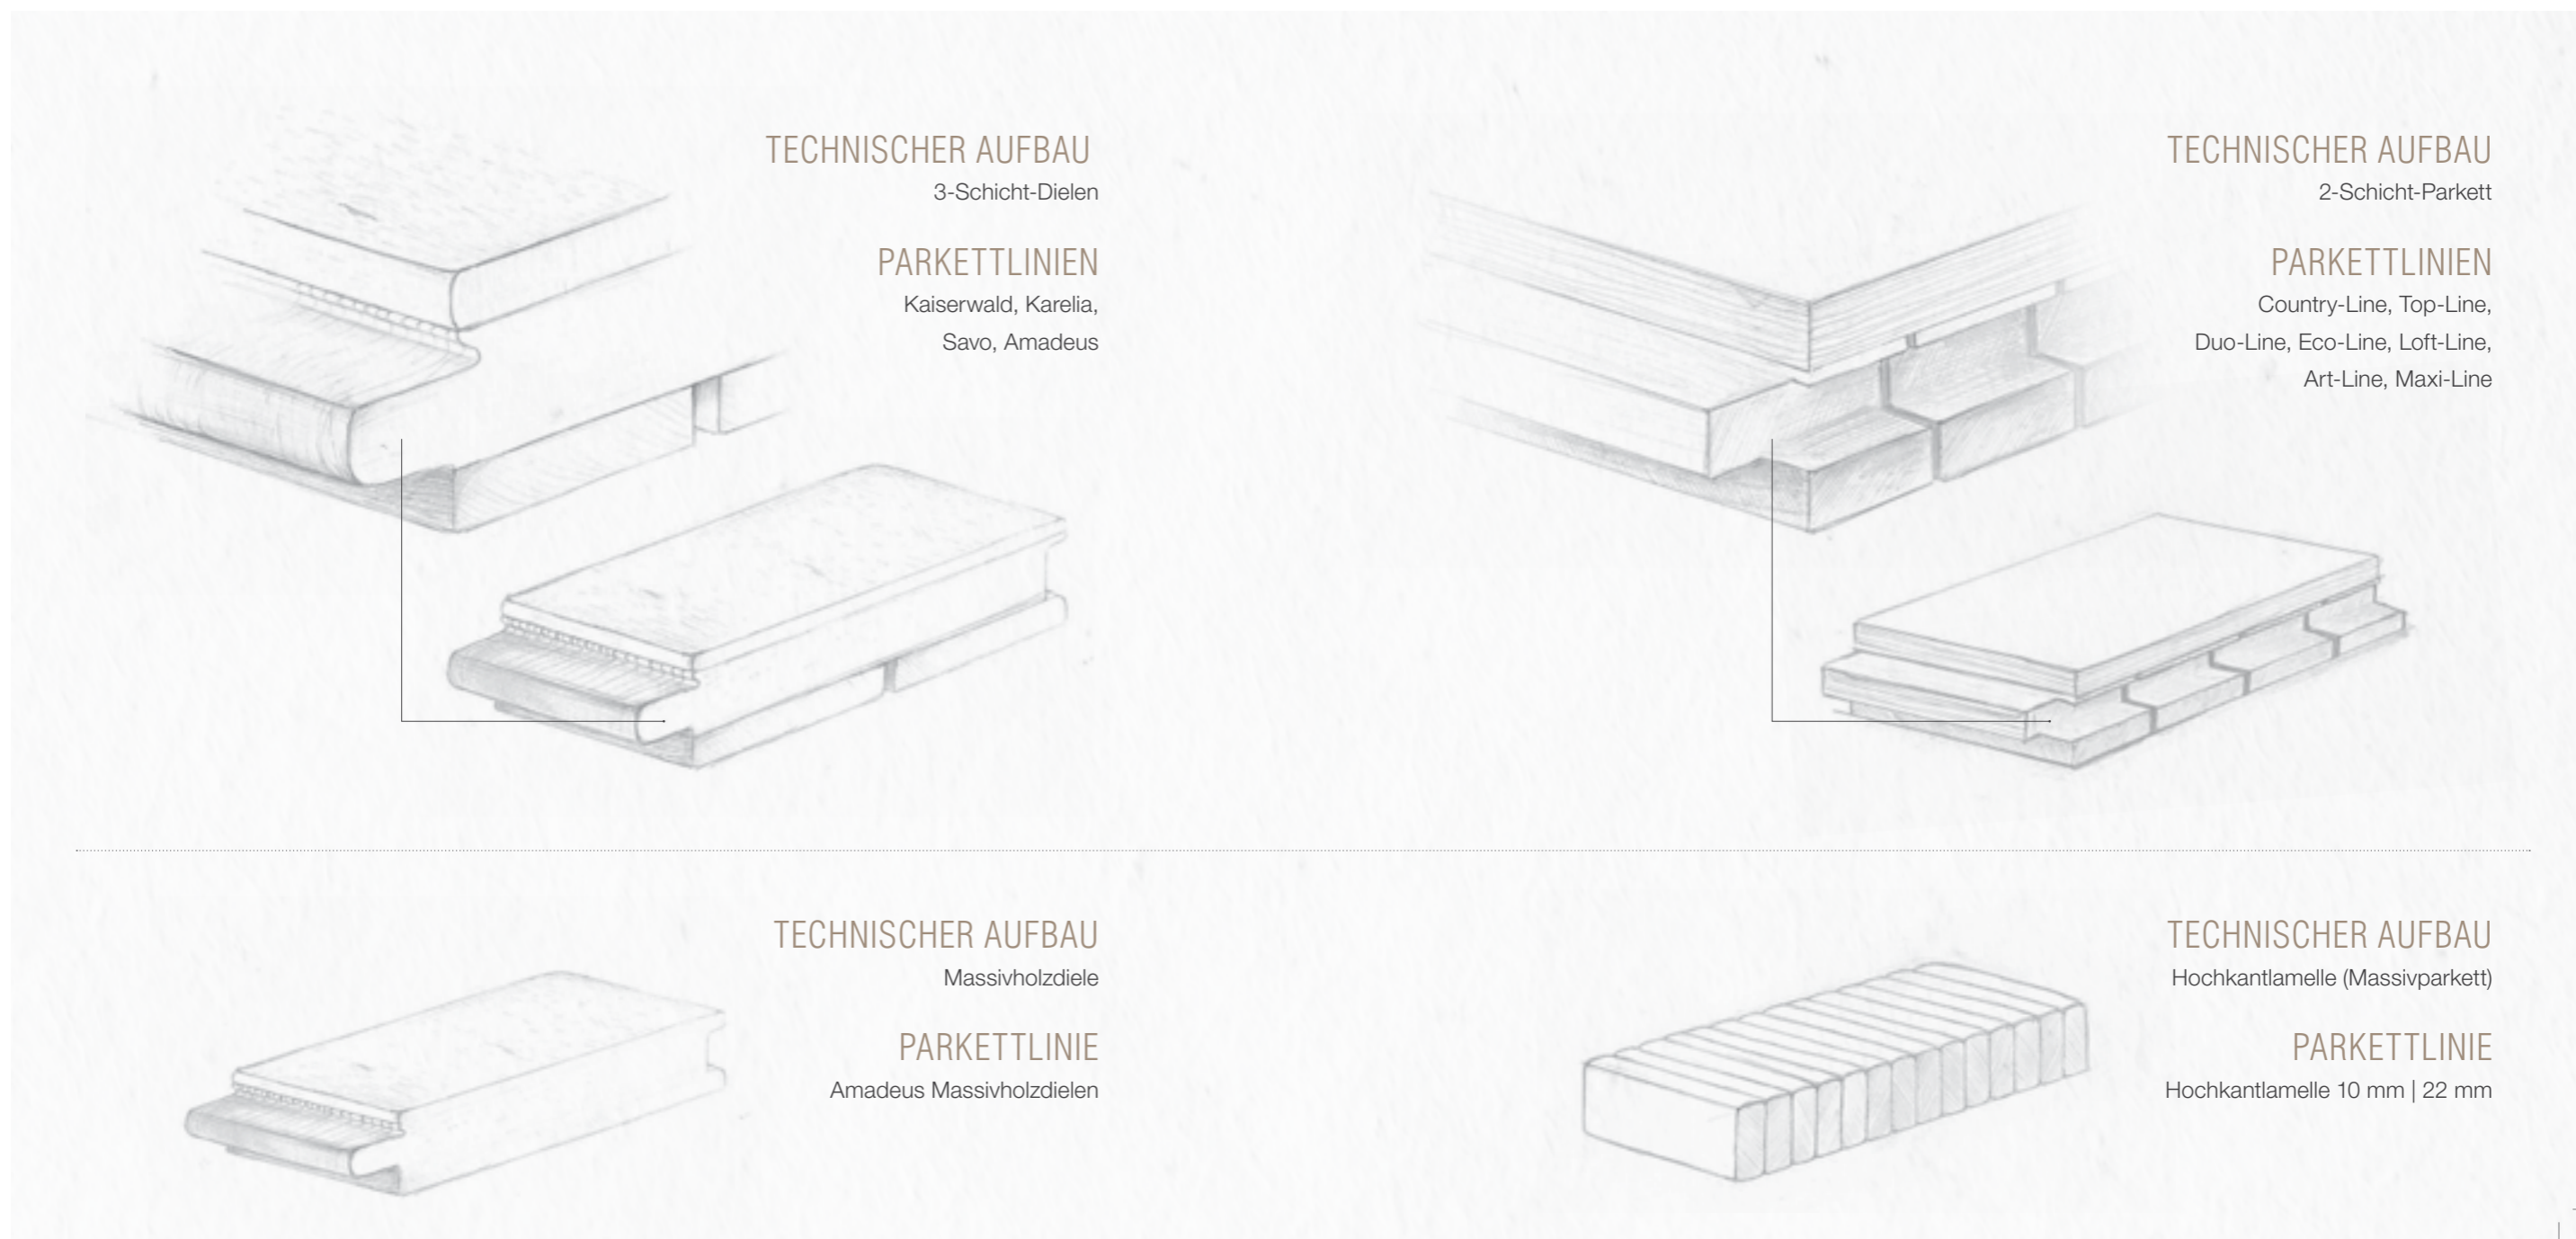 TECHNISCHER AUFBAU
3-Schicht-Dielen
PARKETTLINIEN
Kaiserwald, Karelia,
Savo, Amadeus
TECHNISCHER AUFBAU
2-Schicht-Parkett
PARKETTLINIEN
Country-Line, Top-Line,
Duo-Line, Eco-Line, Loft-Line,
Art-Line, Maxi-Line
TECHNISCHER AUFBAU
Massivholzdiele
PARKETTLINIE
Amadeus Massivholzdielen
TECHNISCHER AUFBAU
Hochkantlamelle (Massivparkett)
PARKETTLINIE
Hochkantlamelle 10 mm | 22 mm